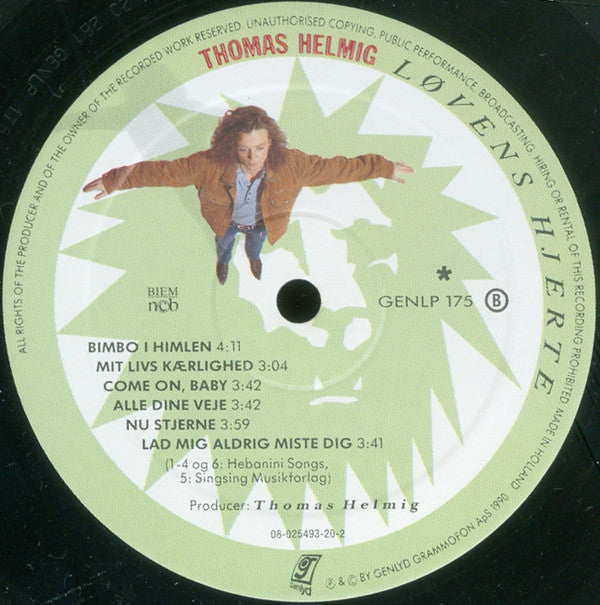 ALL RIGHTS OF THE PRODUCER AND OF THE OWNER OF THE RECORDED WORK RESERVED. UNAUTHORISED COPYING, PUBLIC PERFORMANCE, BROADCASTING, HIRING OR RENTAL OF THIS RECORDING PROHIBITED. MADE IN HOLLAND
THOMAS HELMIG
LØVENS HJERTE
BIEM
ncb
*
GENLP 175 B
BIMBO I HIMLEN 4:11
MIT LIVS KÆRLIGHED 3:04
COME ON, BABY 3:42
ALLE DINE VEJE 3:42
NU STJERNE 3:59
LAD MIG ALDRIG MISTE DIG 3:41
(1-4 og 6: Hebanini Songs,
5: Singsing Musikforlag)
Producer: Thomas Helmig
08-025493-20-2
Genlyd
℗ & © BY GENLYD GRAMMOFON ApS 1990